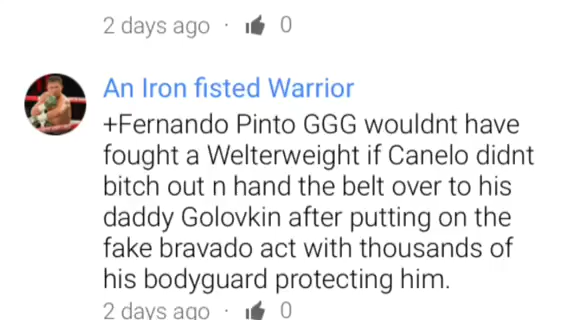 2 days ago · 0
An Iron fisted Warrior
+Fernando Pinto GGG wouldnt have
fought a Welterweight if Canelo didnt
bitch out n hand the belt over to his
daddy Golovkin after putting on the
fake bravado act with thousands of
his bodyguard protecting him.
2 days ago · 0